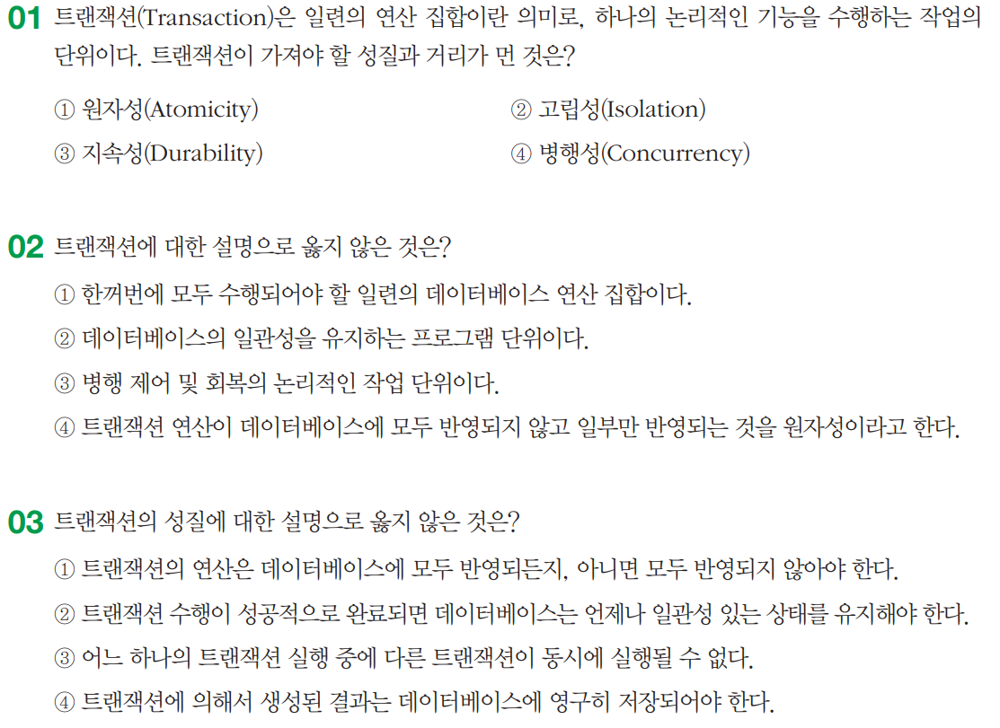 01 트랜잭션(Transaction)은 일련의 연산 집합이란 의미로, 하나의 논리적인 기능을 수행하는 작업의
단위이다. 트랜잭션이 가져야 할 성질과 거리가 먼 것은?
① 원자성(Atomicity) ② 고립성(Isolation)
③ 지속성(Durability) ④ 병행성(Concurrency)
02 트랜잭션에 대한 설명으로 옳지 않은 것은?
① 한꺼번에 모두 수행되어야 할 일련의 데이터베이스 연산 집합이다.
② 데이터베이스의 일관성을 유지하는 프로그램 단위이다.
③ 병행 제어 및 회복의 논리적인 작업 단위이다.
④ 트랜잭션 연산이 데이터베이스에 모두 반영되지 않고 일부만 반영되는 것을 원자성이라고 한다.
03 트랜잭션의 성질에 대한 설명으로 옳지 않은 것은?
① 트랜잭션의 연산은 데이터베이스에 모두 반영되든지, 아니면 모두 반영되지 않아야 한다.
② 트랜잭션 수행이 성공적으로 완료되면 데이터베이스는 언제나 일관성 있는 상태를 유지해야 한다.
③ 어느 하나의 트랜잭션 실행 중에 다른 트랜잭션이 동시에 실행될 수 없다.
④ 트랜잭션에 의해서 생성된 결과는 데이터베이스에 영구히 저장되어야 한다.